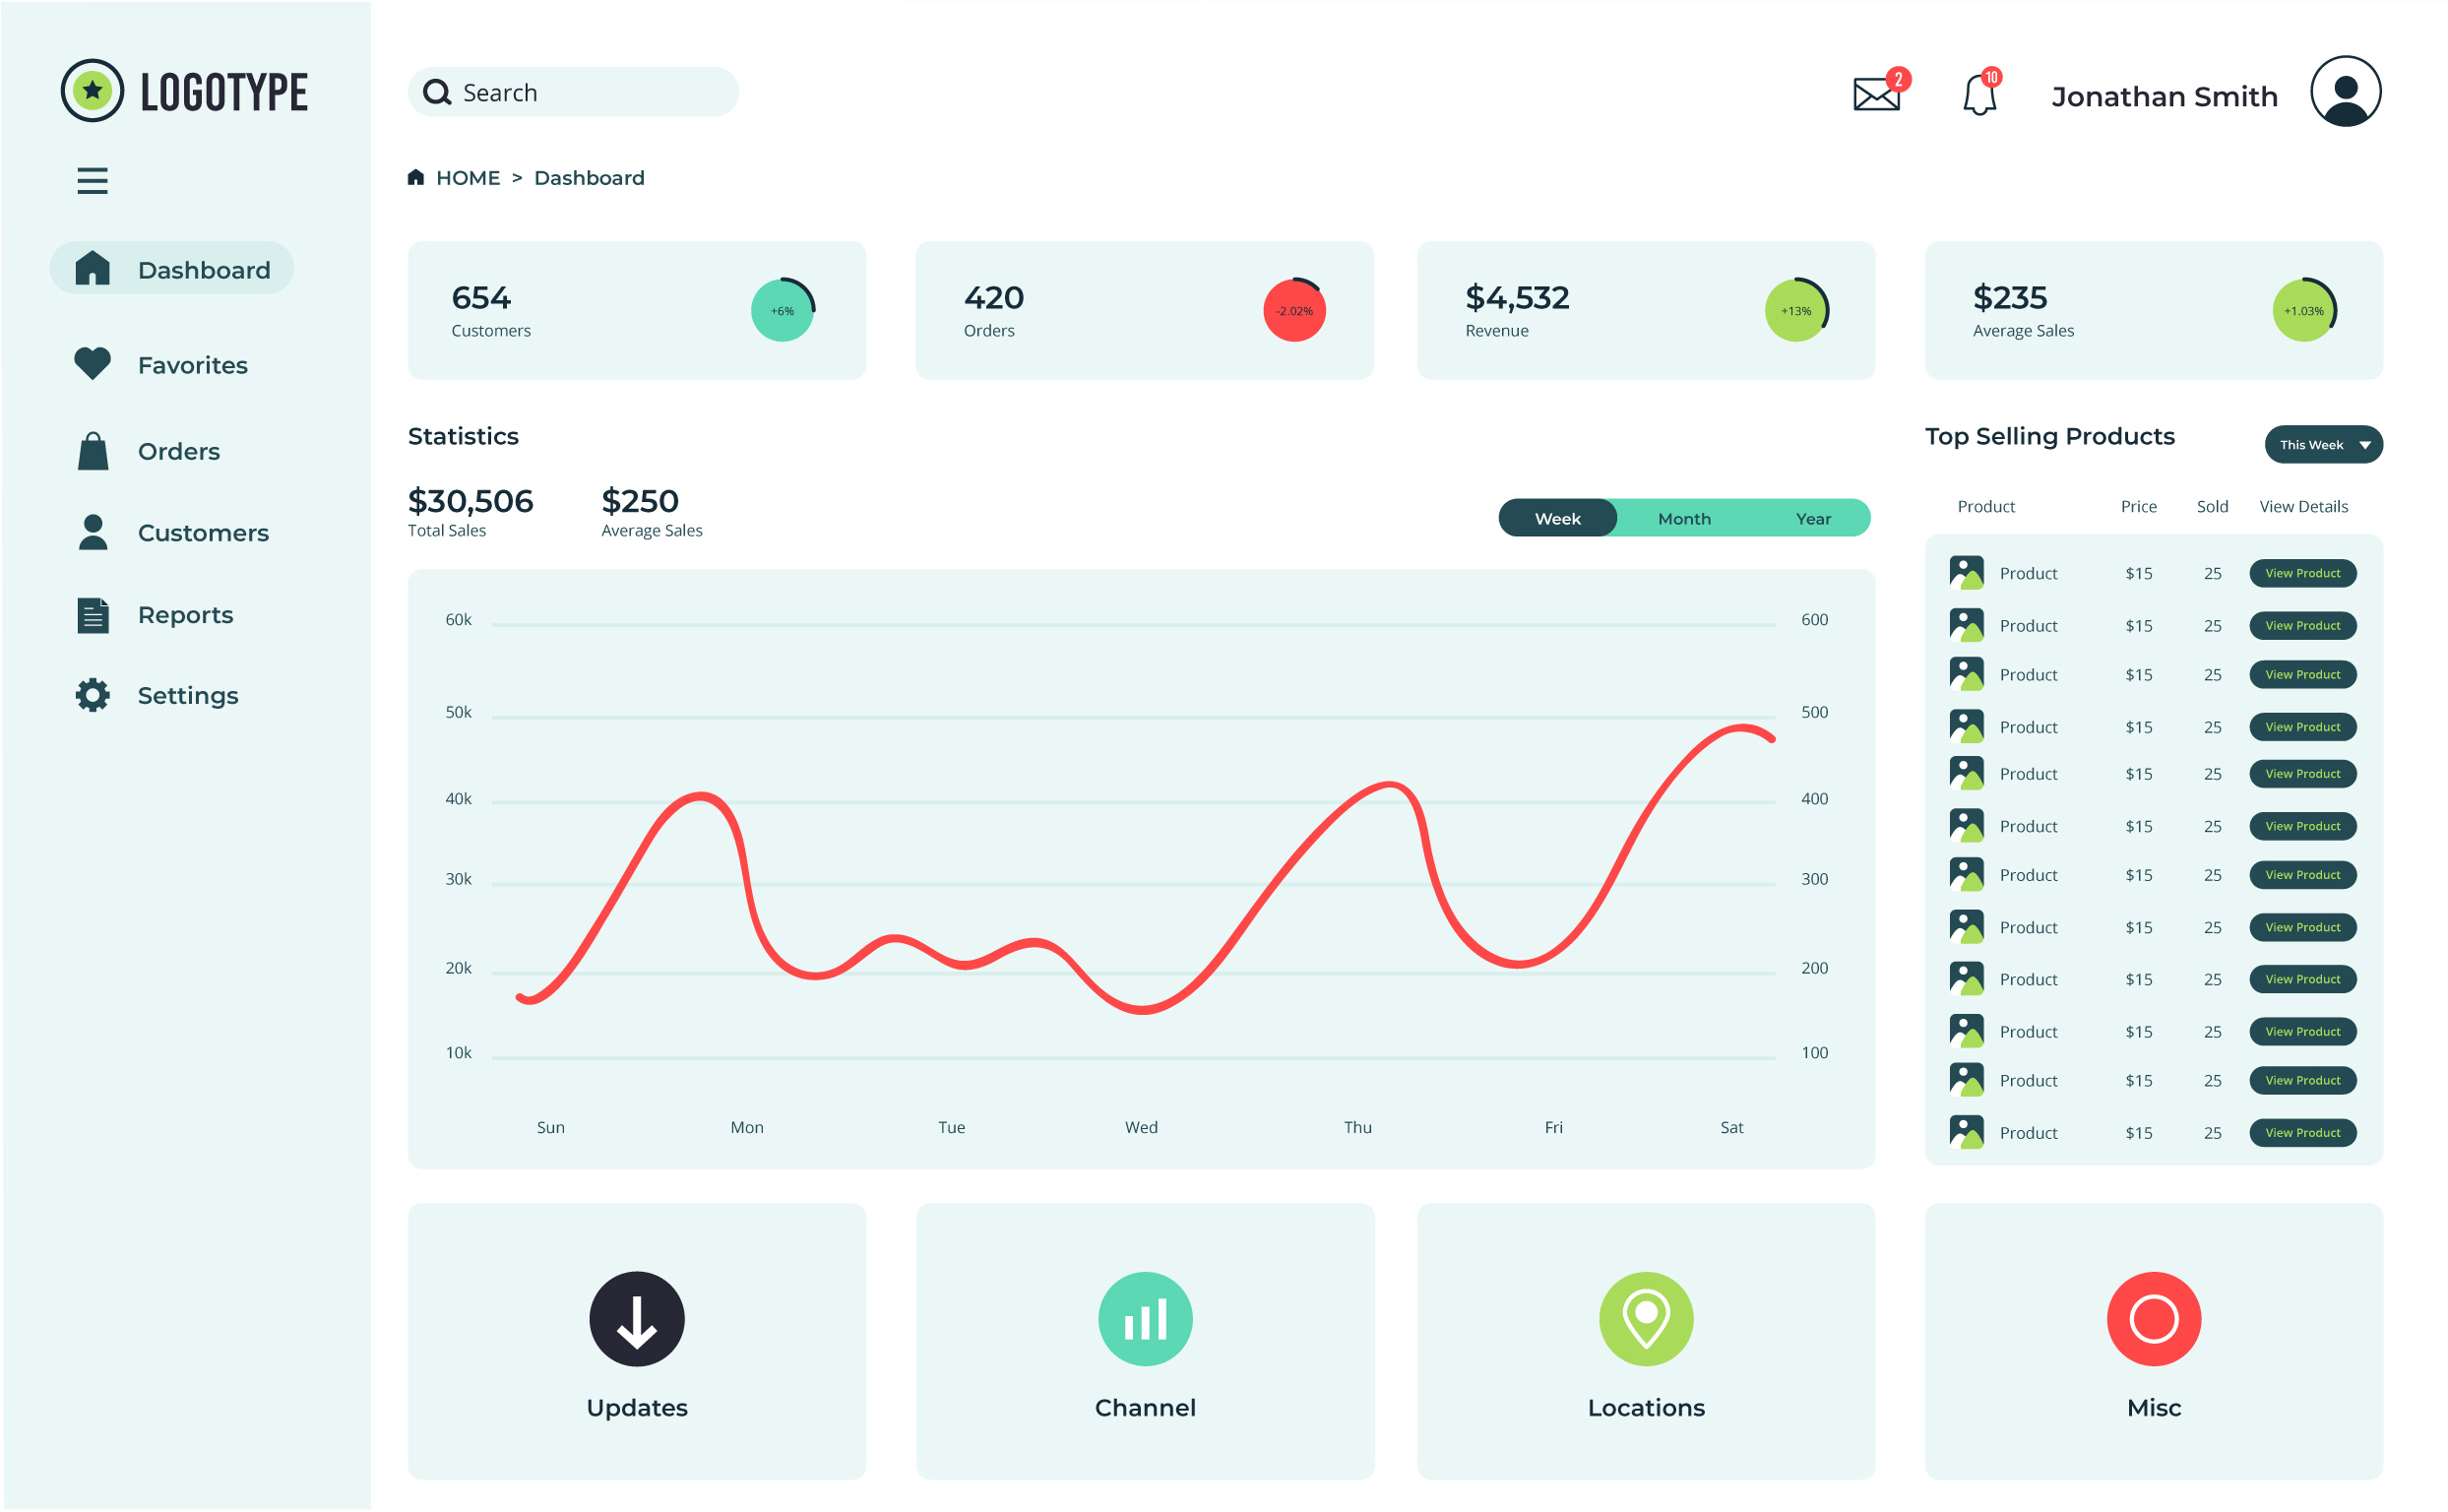 LOGOTYPE
Search
2
10
Jonathan Smith
HOME > Dashboard
Dashboard
Favorites
Orders
Customers
Reports
Settings
654
Customers
+6%
420
Orders
-2.02%
$4,532
Revenue
+13%
$235
Average Sales
+1.03%
Statistics
$30,506
Total Sales
$250
Average Sales
Week Month Year
60k 600
50k 500
40k 400
30k 300
20k 200
10k 100
Sun Mon Tue Wed Thu Fri Sat
Top Selling Products
This Week
Product Price Sold View Details
Product $15 25 View Product
Product $15 25 View Product
Product $15 25 View Product
Product $15 25 View Product
Product $15 25 View Product
Product $15 25 View Product
Product $15 25 View Product
Product $15 25 View Product
Product $15 25 View Product
Product $15 25 View Product
Product $15 25 View Product
Product $15 25 View Product
Updates
Channel
Locations
Misc